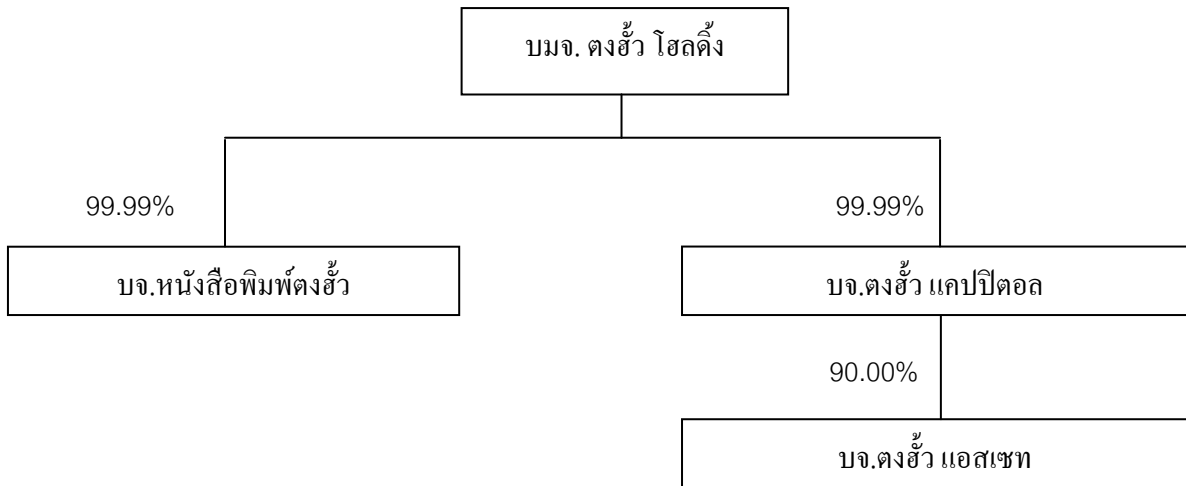 บมจ. ตงฮั้ว โฮลดิ้ง
99.99%
99.99%
บจ.หนังสือพิมพ์ตงฮั้ว
บจ.ตงฮั้ว แคปปิตอล
90.00%
บจ.ตงฮั้ว แอสเซท